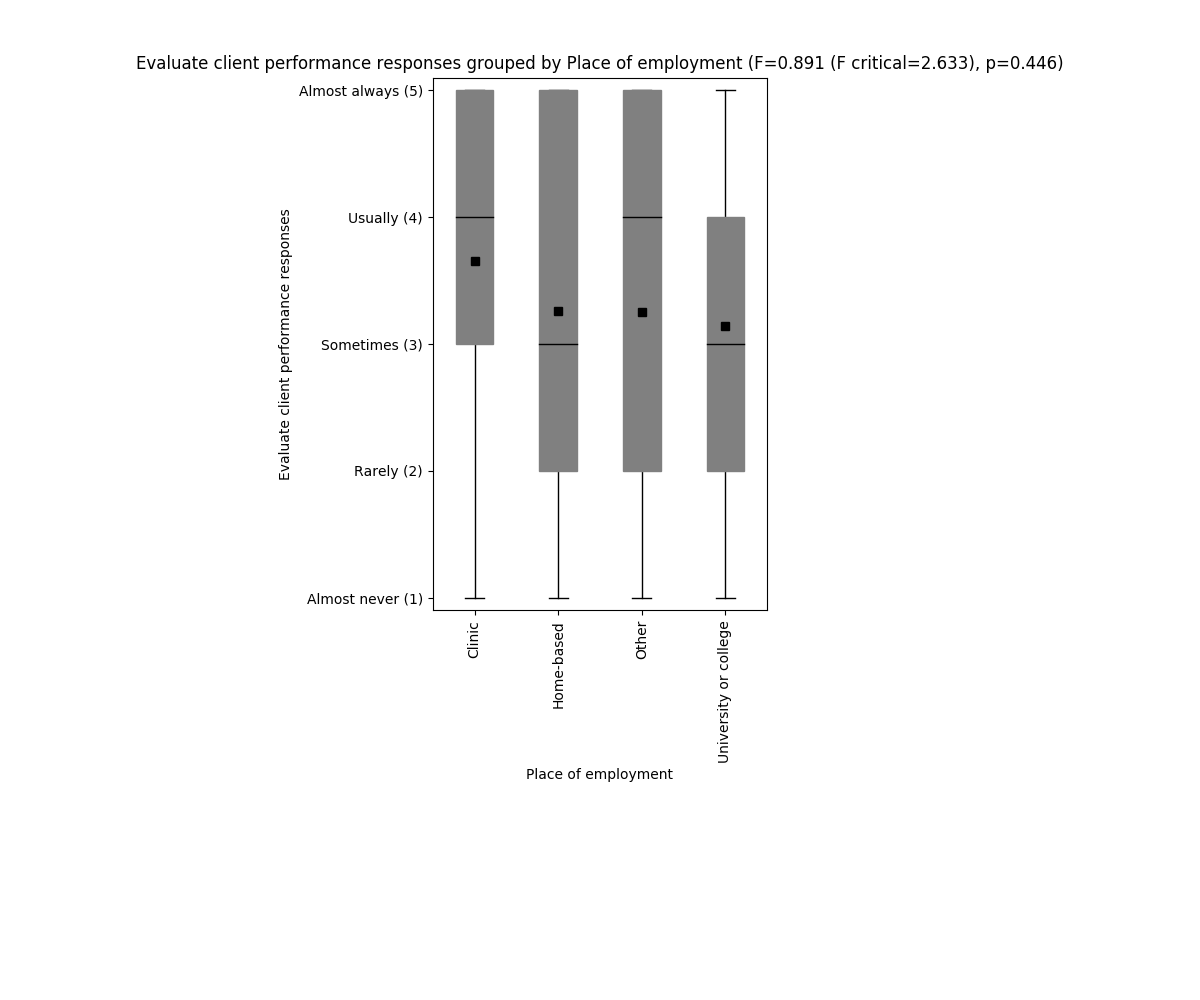 Evaluate client performance responses grouped by Place of employment (F=0.891 (F critical=2.633), p=0.446)
Almost always (5)
Usually (4)
Sometimes (3)
Rarely (2)
Almost never (1)
Evaluate client performance responses
Clinic
Home-based
Other
University or college
Place of employment